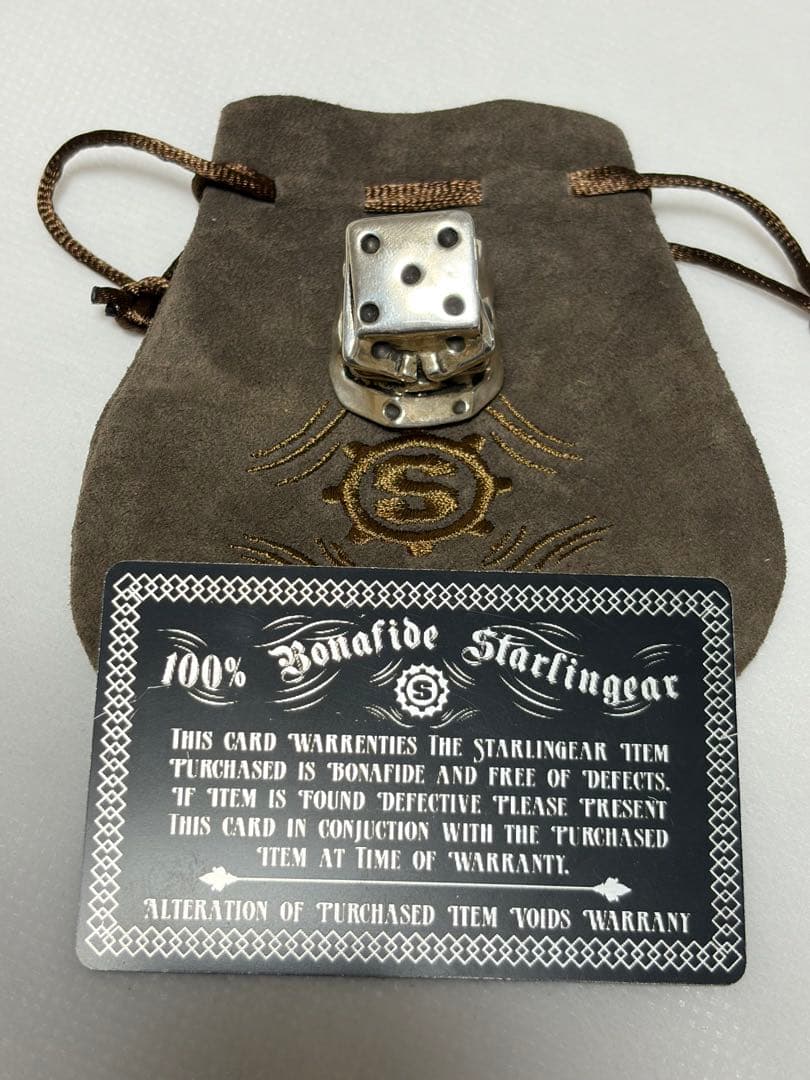 S
100% Bonafide Starlingear
S
This card Warrenties the Starlingear Item
Purchased is Bonafide and free of Defects.
If Item is Found Defective Please Present
This card in conjuction with the Purchased
Item at Time of Warranty.
Alteration of Purchased Item Voids Warrany